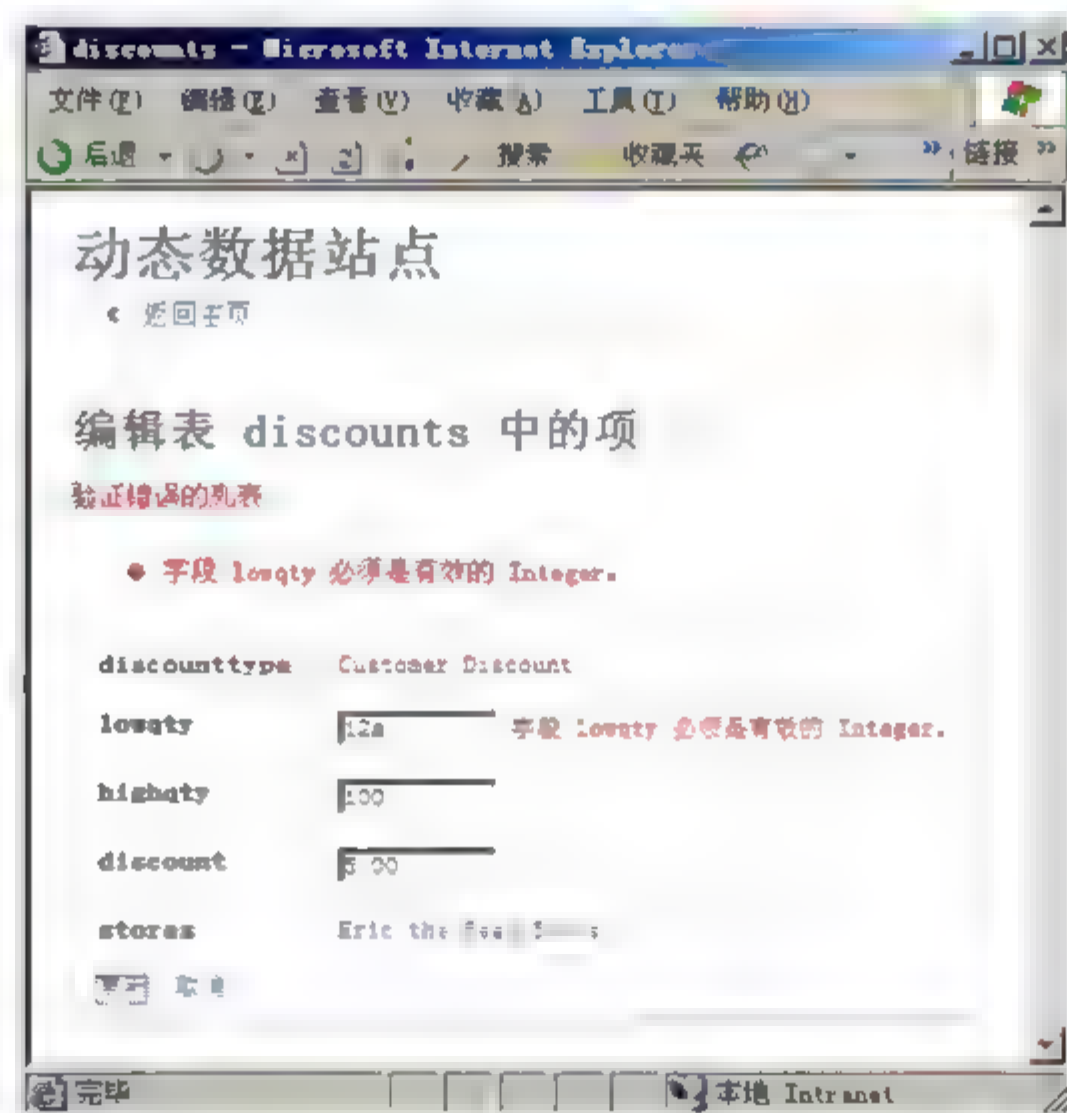 discounts - Microsoft Internet Explorer
文件(F) 编辑(E) 查看(V) 收藏(A) 工具(T) 帮助(H)
后退 搜索 收藏夹 » 链接 »
动态数据站点
返回主页
编辑表 discounts 中的项
验证错误的列表
字段 lowqty 必须是有效的 Integer.
discounttype Customer Discount
lowqty 12a 字段 lowqty 必须是有效的 Integer.
highqty 100
discount 5 00
stores Eric the
取消
完毕 本地 Intranet